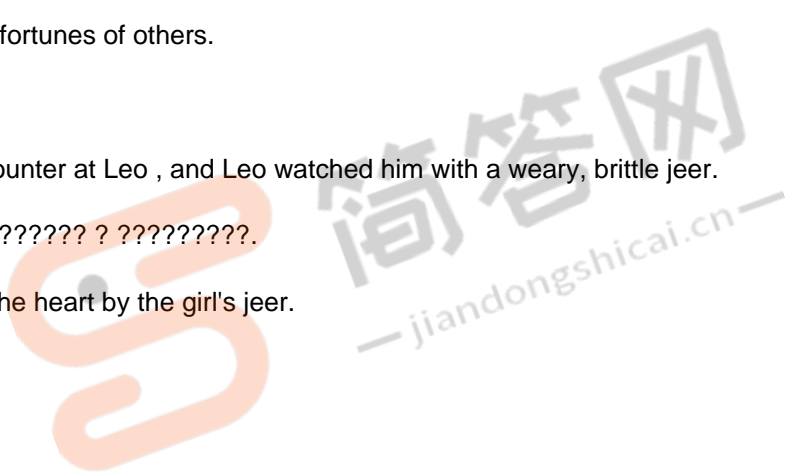 fortunes of others.
ounter at Leo , and Leo watched him with a weary, brittle jeer.
?????? ? ?????????.
he heart by the girl's jeer.
简答网
jiandongshicai.cn